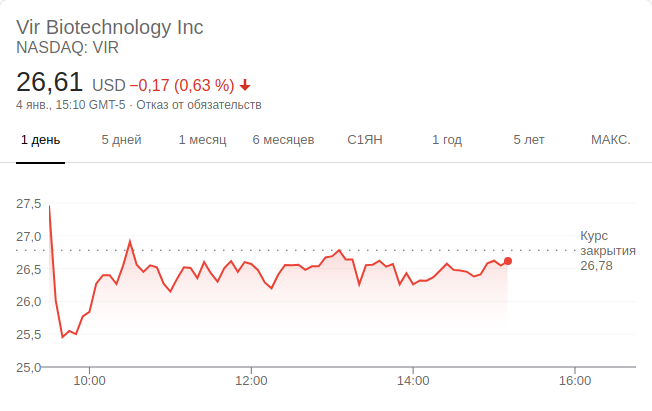 Vir Biotechnology Inc
NASDAQ: VIR
26,61 USD −0,17 (0,63 %)
4 янв., 15:10 GMT-5 · Отказ от обязательств
1 день 5 дней 1 месяц 6 месяцев С1ЯН 1 год 5 лет МАКС.
27,5
27,0
26,5
26,0
25,5
25,0
Курс
закрытия
26,78
10:00 12:00 14:00 16:00